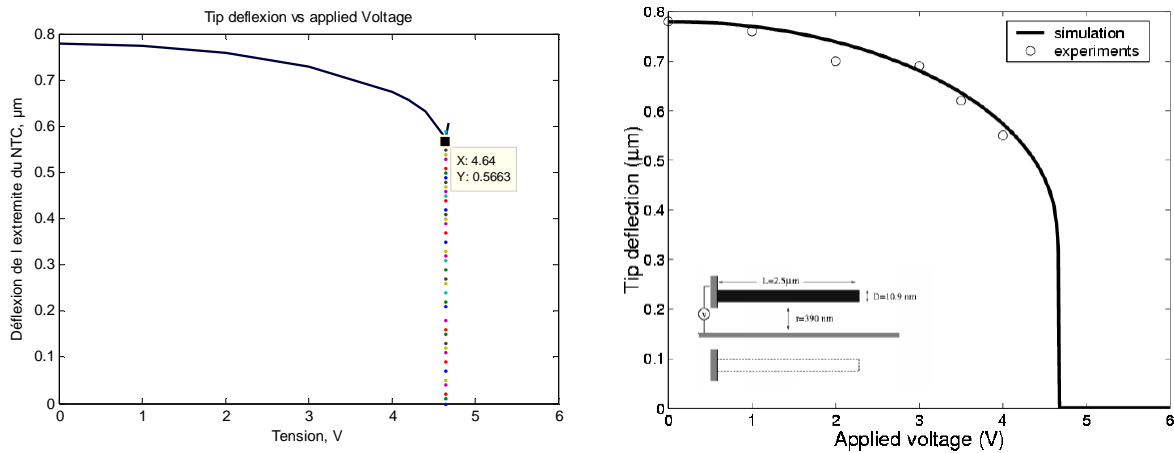 Tip deflexion vs applied Voltage
Déflexion de l extremite du NTC, µm
0.8
0.7
0.6
0.5
0.4
0.3
0.2
0.1
0
X: 4.64
Y: 0.5663
0 1 2 3 4 5 6
Tension, V
Tip deflection (µm)
0.8
0.7
0.6
0.5
0.4
0.3
0.2
0.1
0
simulation
experiments
L=2.5µm
D=10.9 nm
r=390 nm
V
0 1 2 3 4 5 6
Applied voltage (V)